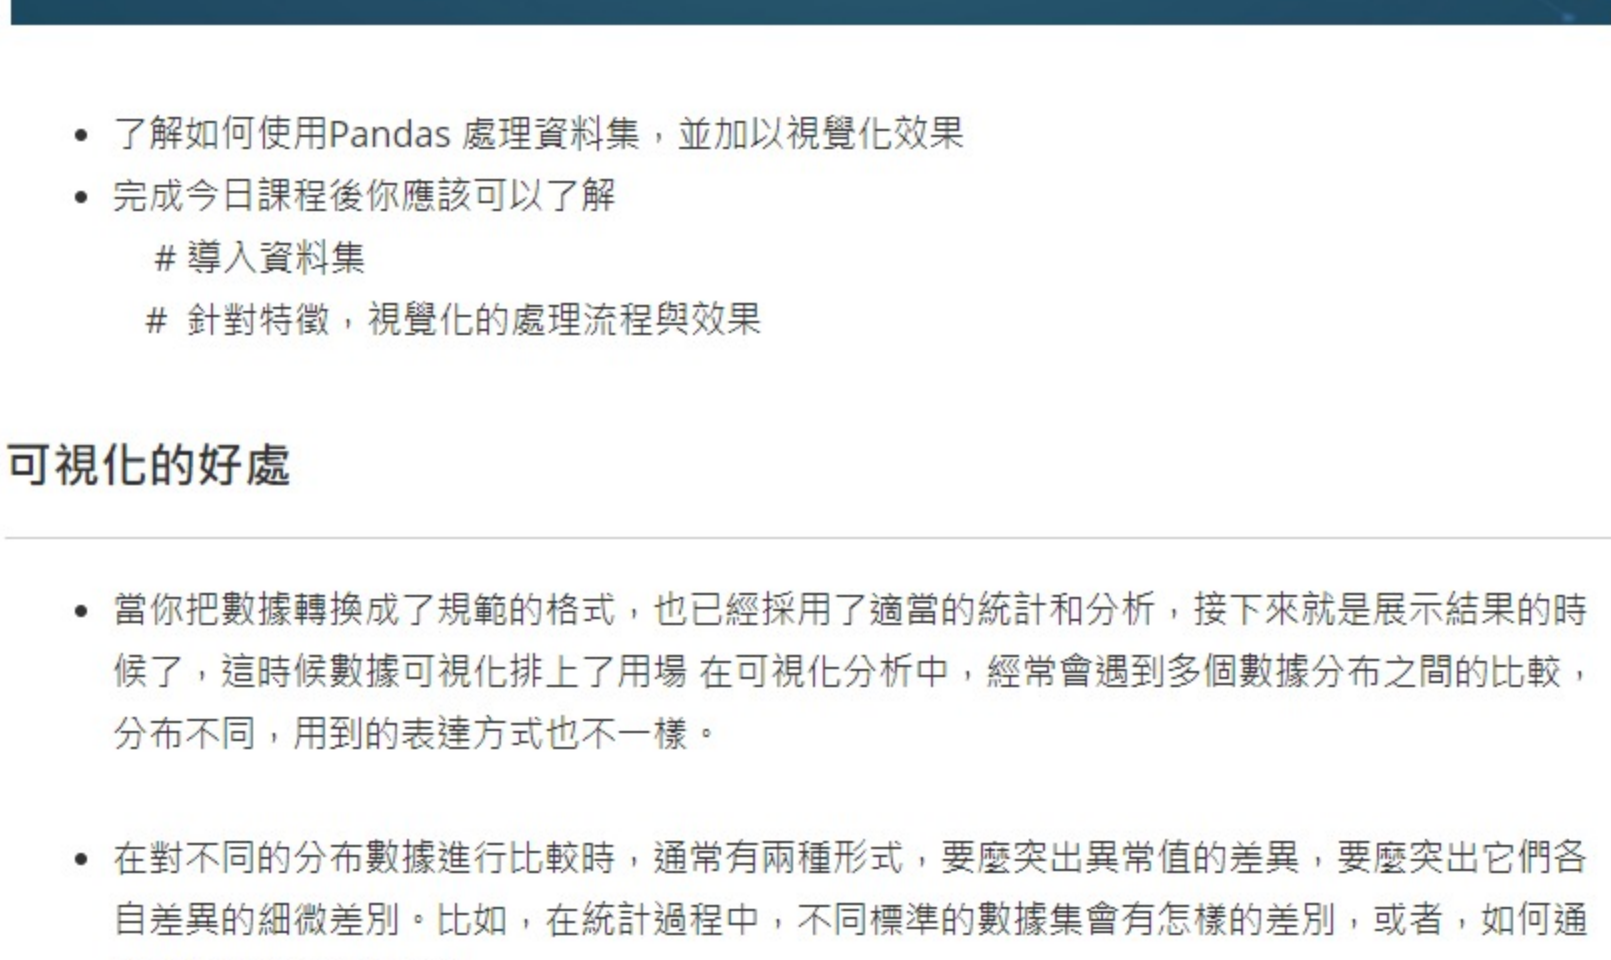 了解如何使用Pandas 處理資料集，並加以視覺化效果
完成今日課程後你應該可以了解
# 導入資料集
# 針對特徵，視覺化的處理流程與效果
可視化的好處
當你把數據轉換成了規範的格式，也已經採用了適當的統計和分析，接下來就是展示結果的時
候了，這時候數據可視化排上了用場 在可視化分析中，經常會遇到多個數據分布之間的比較，
分布不同，用到的表達方式也不一樣。
在對不同的分布數據進行比較時，通常有兩種形式，要麼突出異常值的差異，要麼突出它們各
自差異的細微差別。比如，在統計過程中，不同標準的數據集會有怎樣的差別，或者，如何通